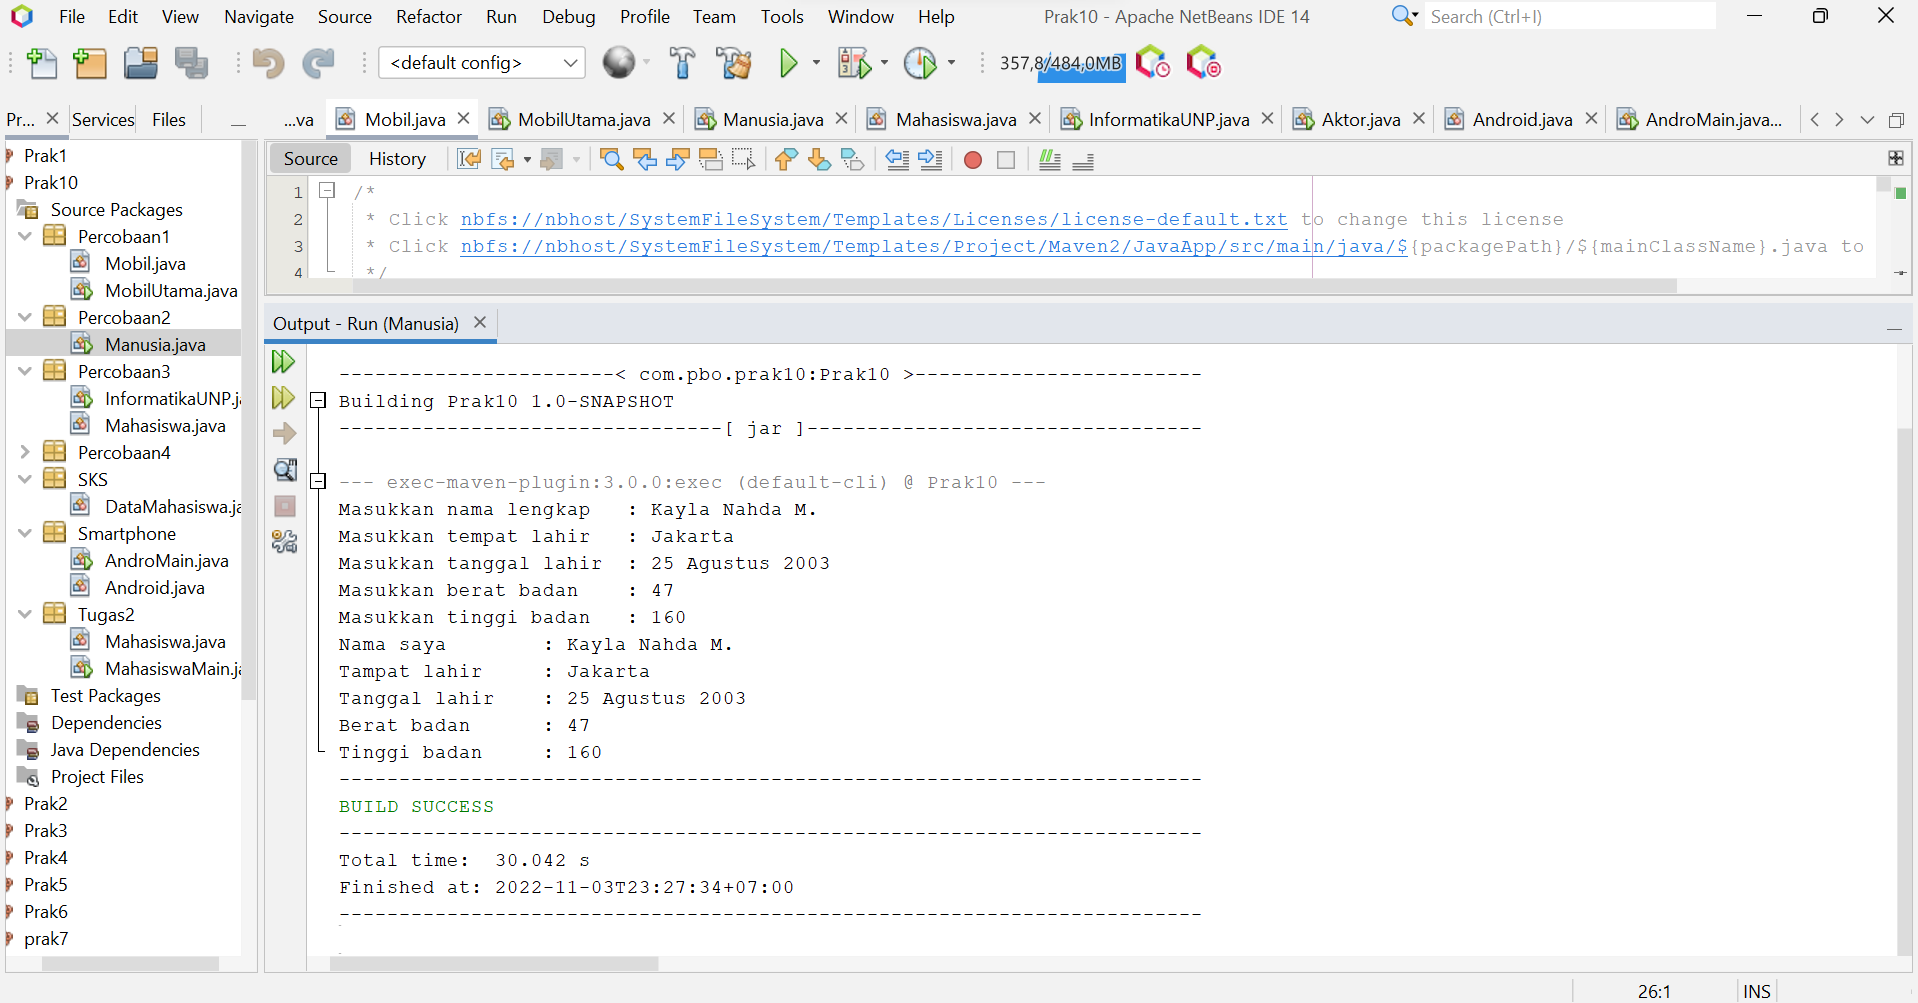 File Edit View Navigate Source Refactor Run Debug Profile Team Tools Window Help Prak10 - Apache NetBeans IDE 14 Search (Ctrl+I)
<default config> 357,8/484,0MB
Pr... Services Files ...va Mobil.java MobilUtama.java Manusia.java Mahasiswa.java InformatikaUNP.java Aktor.java Android.java AndroMain.java...
Source History
Prak1
Prak10
Source Packages
Percobaan1
Mobil.java
MobilUtama.java
Percobaan2
Manusia.java
Percobaan3
InformatikaUNP.ja
Mahasiswa.java
Percobaan4
SKS
DataMahasiswa.ja
Smartphone
AndroMain.java
Android.java
Tugas2
Mahasiswa.java
MahasiswaMain.ja
Test Packages
Dependencies
Java Dependencies
Project Files
Prak2
Prak3
Prak4
Prak5
Prak6
prak7
1 /*
2 * Click nbfs://nbhost/SystemFileSystem/Templates/Licenses/license-default.txt to change this license
3 * Click nbfs://nbhost/SystemFileSystem/Templates/Project/Maven2/JavaApp/src/main/java/${packagePath}/${mainClassName}.java to
4 */
Output - Run (Manusia)
-----------------------< com.pbo.prak10:Prak10 >------------------------
Building Prak10 1.0-SNAPSHOT
--------------------------------[ jar ]---------------------------------
--- exec-maven-plugin:3.0.0:exec (default-cli) @ Prak10 ---
Masukkan nama lengkap : Kayla Nahda M.
Masukkan tempat lahir : Jakarta
Masukkan tanggal lahir : 25 Agustus 2003
Masukkan berat badan : 47
Masukkan tinggi badan : 160
Nama saya : Kayla Nahda M.
Tampat lahir : Jakarta
Tanggal lahir : 25 Agustus 2003
Berat badan : 47
Tinggi badan : 160
------------------------------------------------------------------------
BUILD SUCCESS
------------------------------------------------------------------------
Total time: 30.042 s
Finished at: 2022-11-03T23:27:34+07:00
------------------------------------------------------------------------
26:1 INS